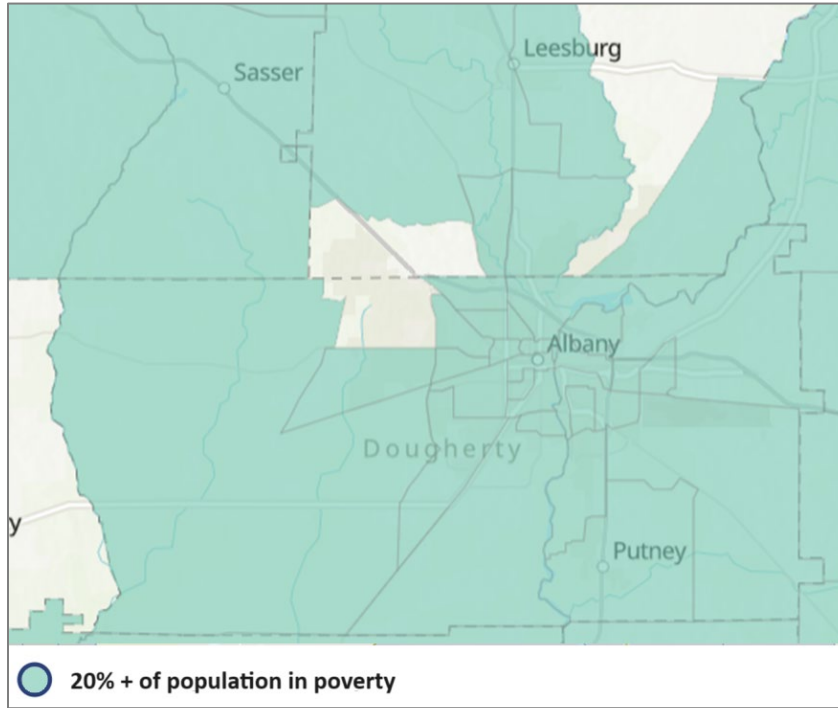 Leesburg
Sasser
Albany
Dougherty
y
Putney
20% + of population in poverty